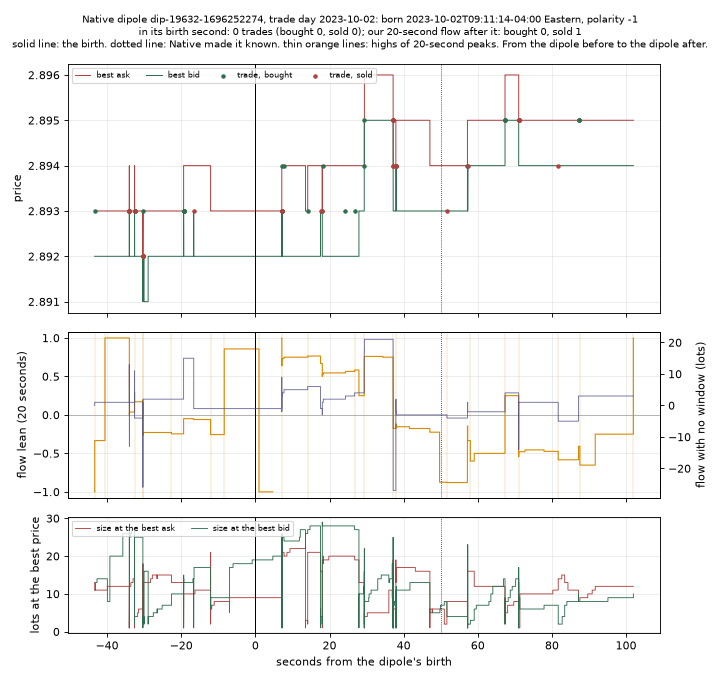 Native dipole dip-19632-1696252274, trade day 2023-10-02: born 2023-10-02T09:11:14-04:00 Eastern, polarity -1
in its birth second: 0 trades (bought 0, sold 0); our 20-second flow after it: bought 0, sold 1
solid line: the birth. dotted line: Native made it known. thin orange lines: highs of 20-second peaks. From the dipole before to the dipole after.
best ask
best bid
trade, bought
trade, sold
2.896
2.895
2.894
2.893
2.892
2.891
price
1.0
0.5
0.0
−0.5
−1.0
flow lean (20 seconds)
20
10
0
−10
−20
flow with no window (lots)
size at the best ask
size at the best bid
30
20
10
0
lots at the best price
−40
−20
0
20
40
60
80
100
seconds from the dipole's birth